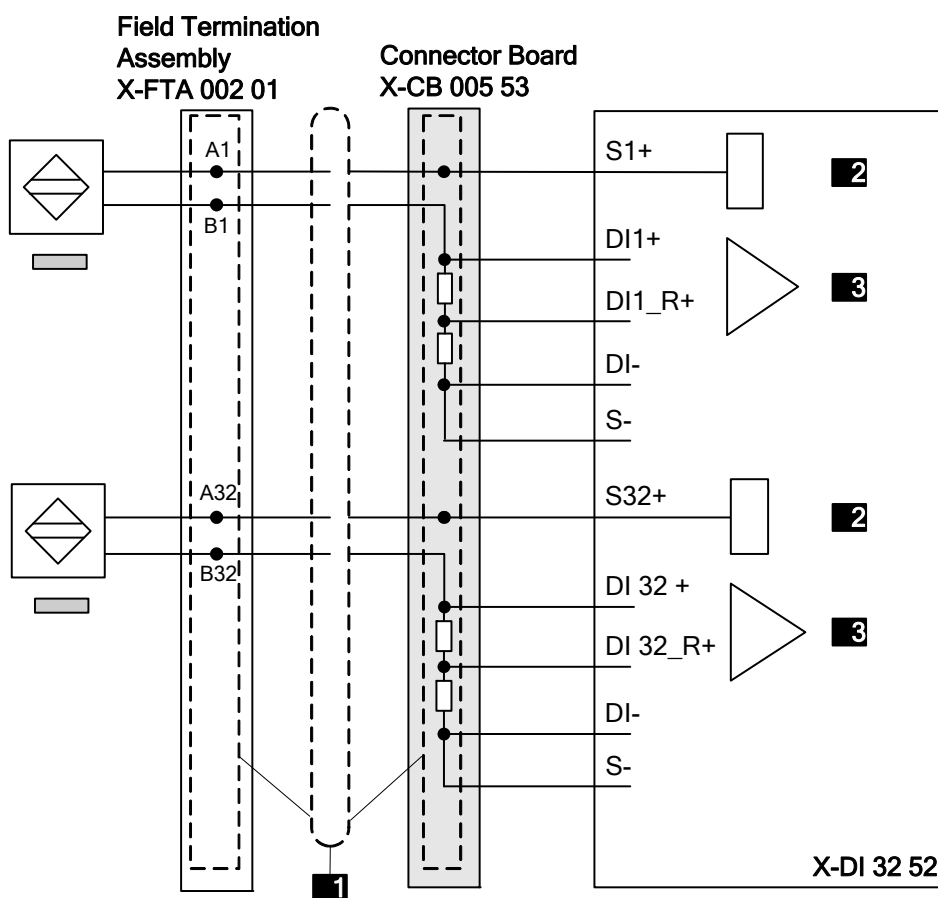 Field Termination
Assembly
X-FTA 002 01
Connector Board
X-CB 005 53
A1
B1
S1+
2
DI1+
3
DI1_R+
DI-
S-
A32
B32
S32+
2
DI 32 +
3
DI 32_R+
DI-
S-
X-DI 32 52
1